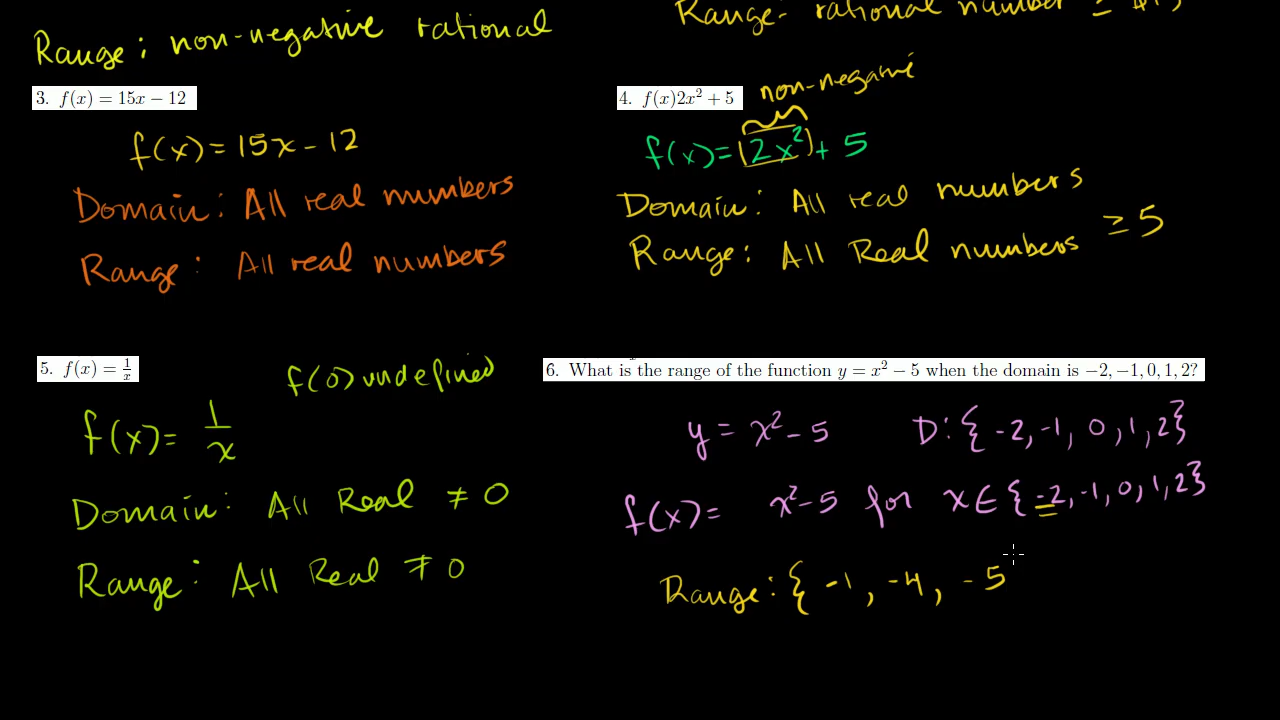 Range: rational number ≥
Range: non-negative rational
3. f(x) = 15x − 12
f(x) = 15x - 12
Domain: All real numbers
Range: All real numbers
4. f(x)2x² + 5
non-negative
f(x) = (2x²) + 5
Domain: All real numbers
Range: All Real numbers ≥ 5
5. f(x) = 1/x
f(0) undefined
f(x) = 1/x
Domain: All Real ≠ 0
Range: All Real ≠ 0
6. What is the range of the function y = x² − 5 when the domain is −2, −1, 0, 1, 2?
y = x² - 5 D: {-2, -1, 0, 1, 2}
f(x) = x² - 5 for x ∈ {-2, -1, 0, 1, 2}
Range: {-1, -4, -5